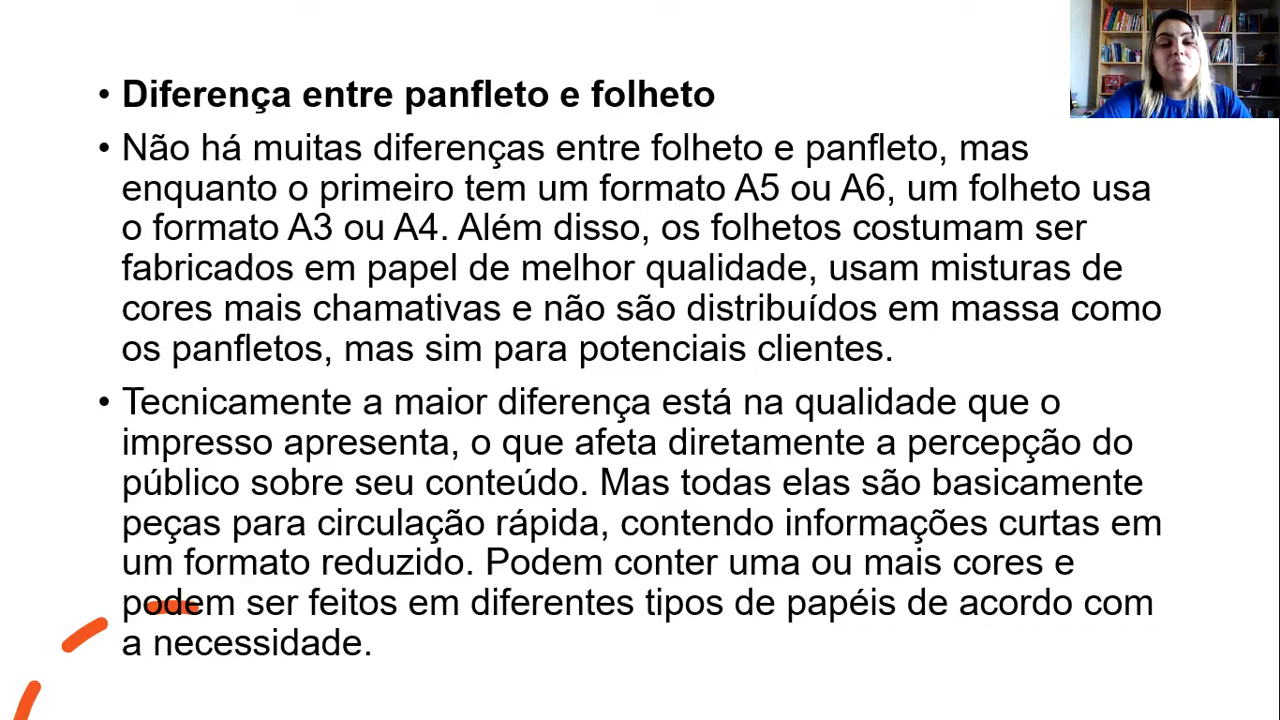 • Diferença entre panfleto e folheto
• Não há muitas diferenças entre folheto e panfleto, mas
enquanto o primeiro tem um formato A5 ou A6, um folheto usa
o formato A3 ou A4. Além disso, os folhetos costumam ser
fabricados em papel de melhor qualidade, usam misturas de
cores mais chamativas e não são distribuídos em massa como
os panfletos, mas sim para potenciais clientes.
• Tecnicamente a maior diferença está na qualidade que o
impresso apresenta, o que afeta diretamente a percepção do
público sobre seu conteúdo. Mas todas elas são basicamente
peças para circulação rápida, contendo informações curtas em
um formato reduzido. Podem conter uma ou mais cores e
podem ser feitos em diferentes tipos de papéis de acordo com
a necessidade.